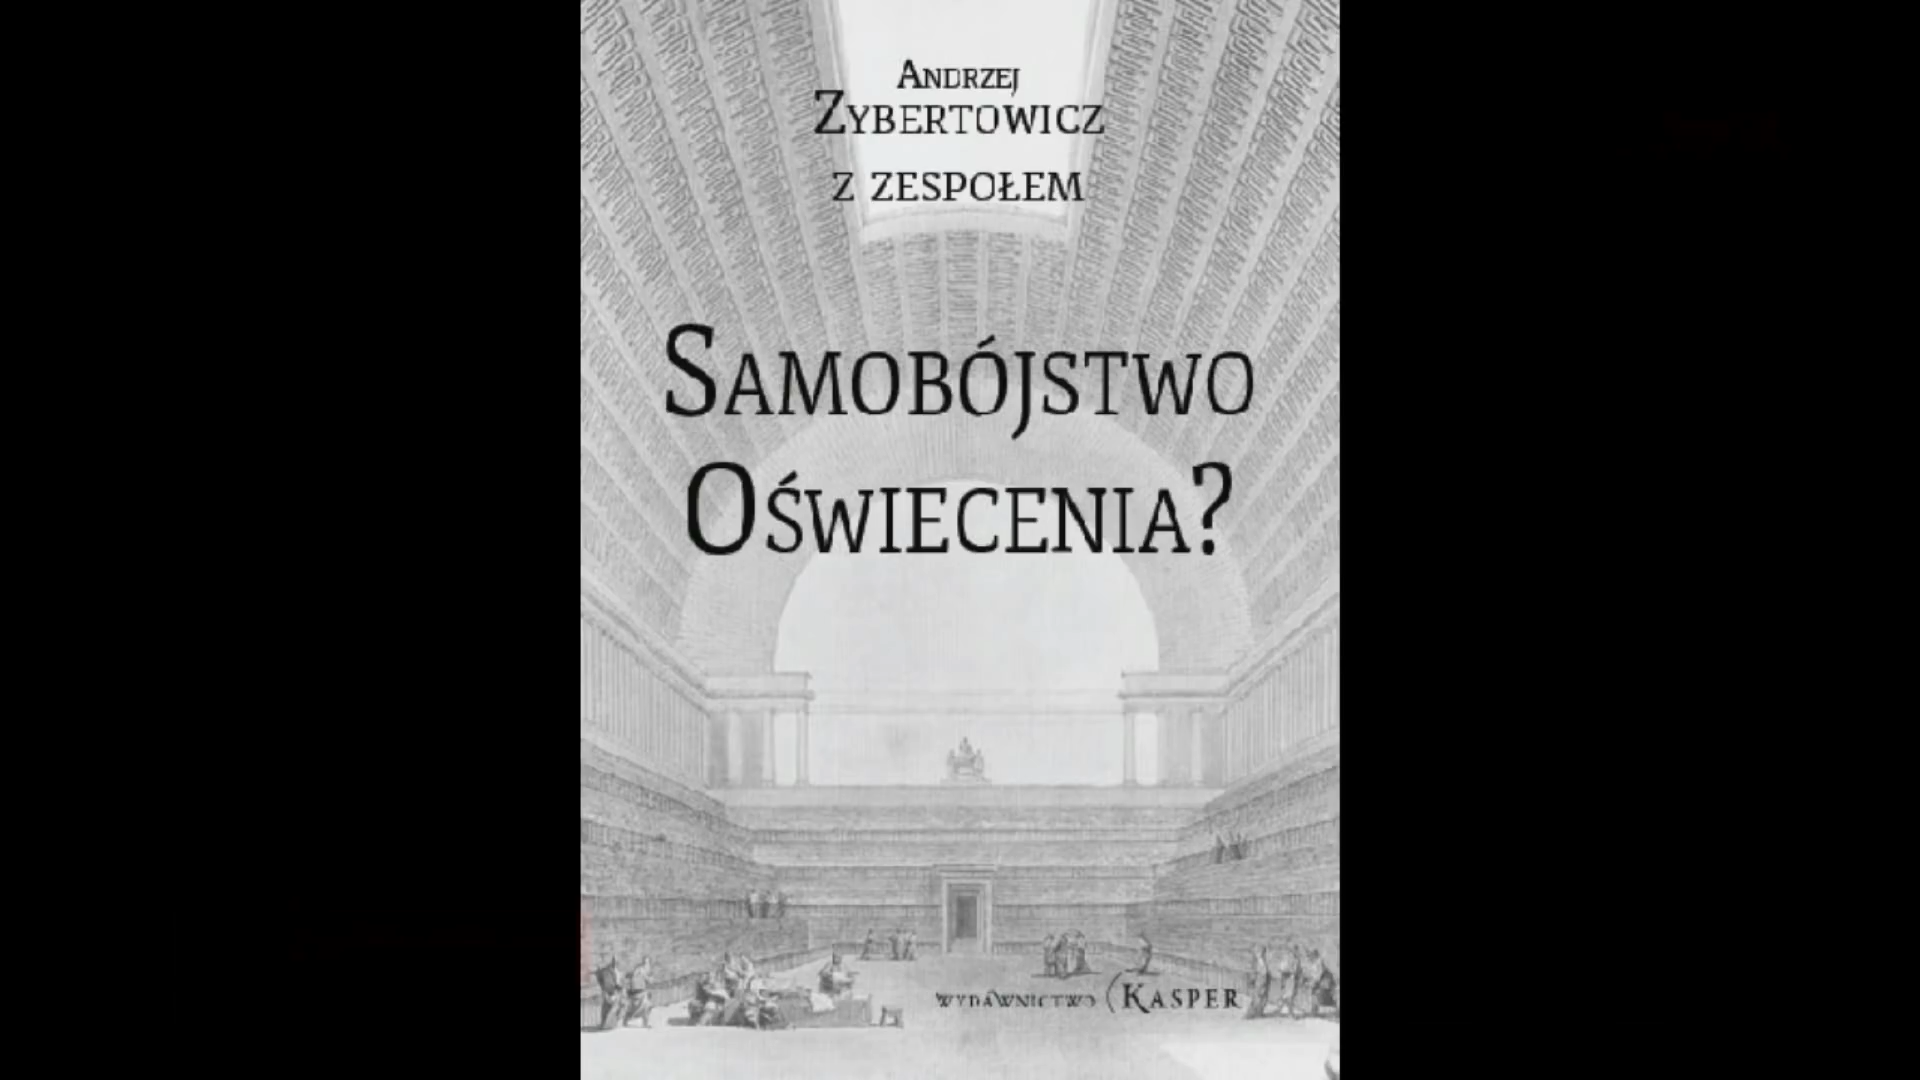 Andrzej
Zybertowicz
z zespołem
Samobójstwo
Oświecenia?
wydawnictwo Kasper